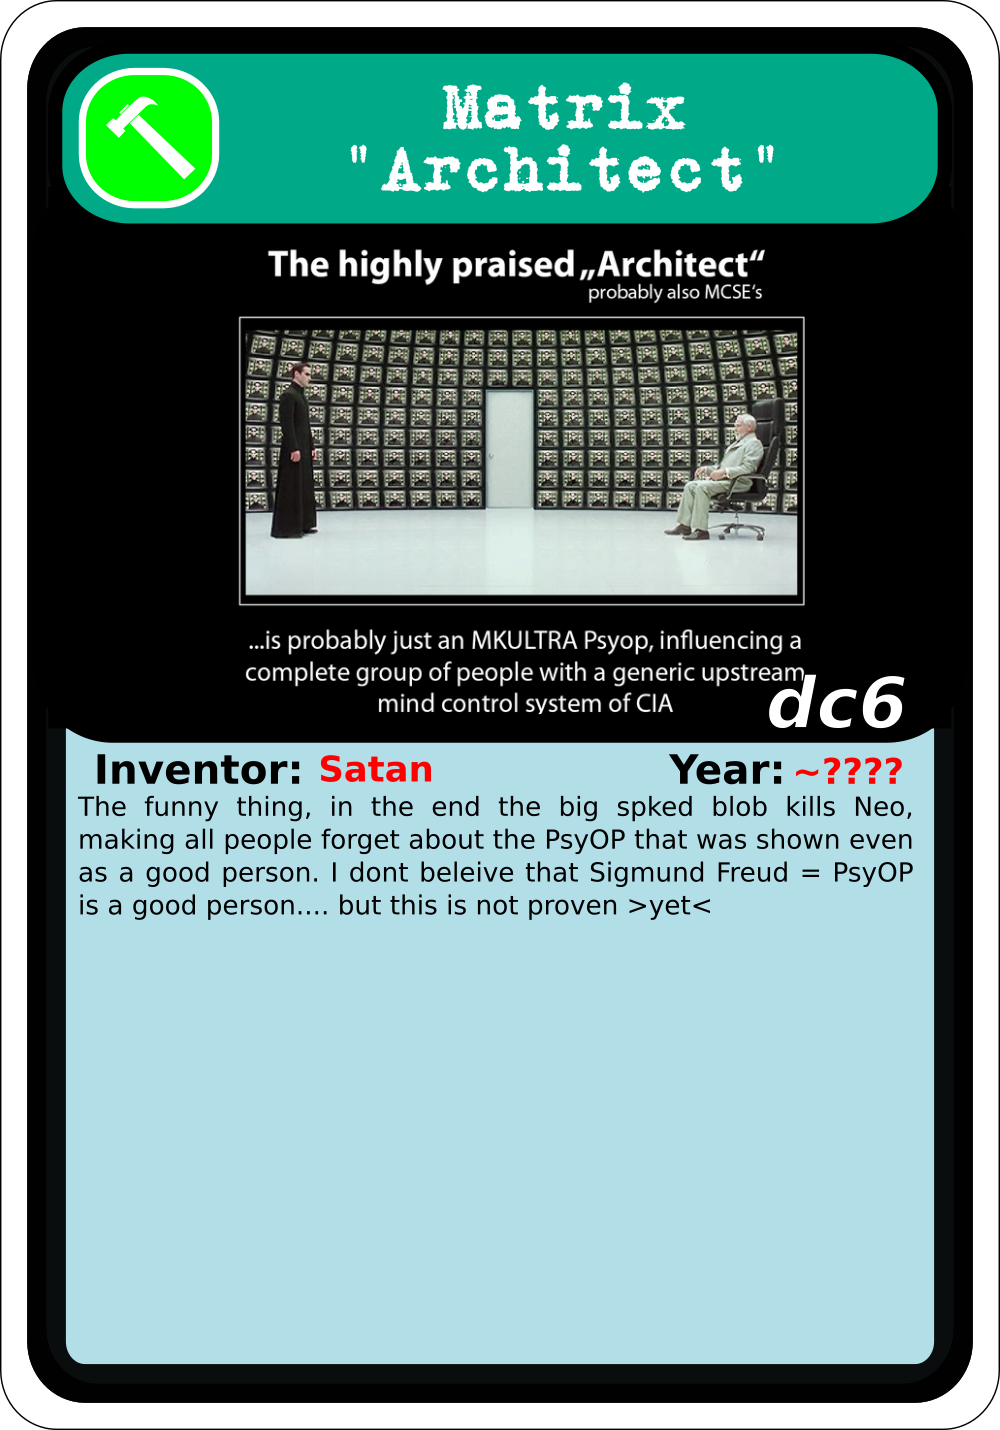 Matrix
"Architect"
The highly praised „Architect“
probably also MCSE's
...is probably just an MKULTRA Psyop, influencing a
complete group of people with a generic upstream
mind control system of CIA
dc6
Inventor: Satan Year: ~????
The funny thing, in the end the big spked blob kills Neo,
making all people forget about the PsyOP that was shown even
as a good person. I dont beleive that Sigmund Freud = PsyOP
is a good person.... but this is not proven >yet<